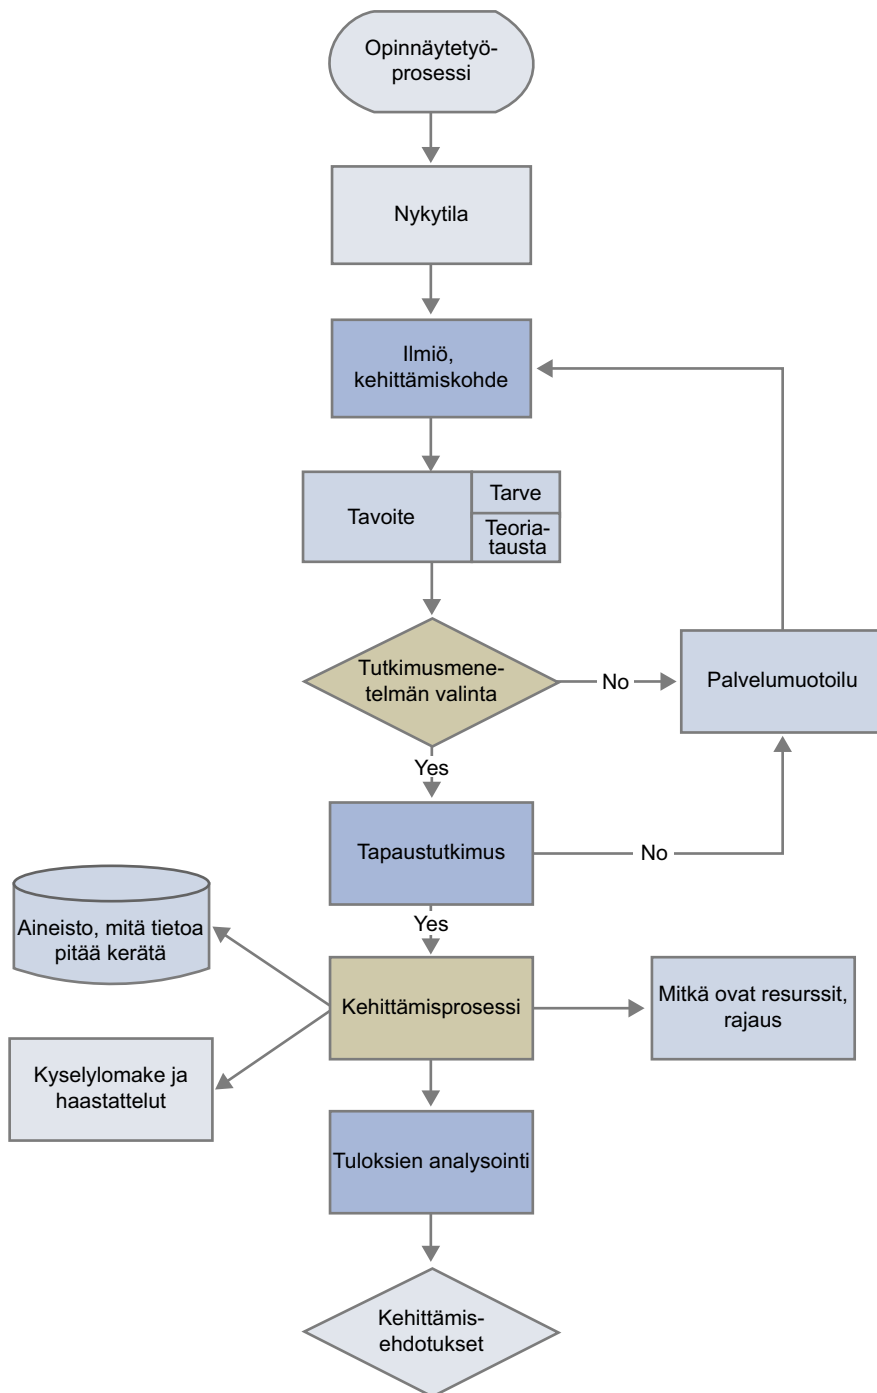 Opinnäytetyö-
prosessi
Nykytila
Ilmiö,
kehittämiskohde
Tavoite
Tarve
Teoria-
tausta
Tutkimusmene-
telmän valinta
No
Palvelumuotoilu
Yes
Tapaustutkimus
No
Yes
Aineisto, mitä tietoa
pitää kerätä
Kehittämisprosessi
Mitkä ovat resurssit,
rajaus
Kyselylomake ja
haastattelut
Tuloksien analysointi
Kehittämis-
ehdotukset